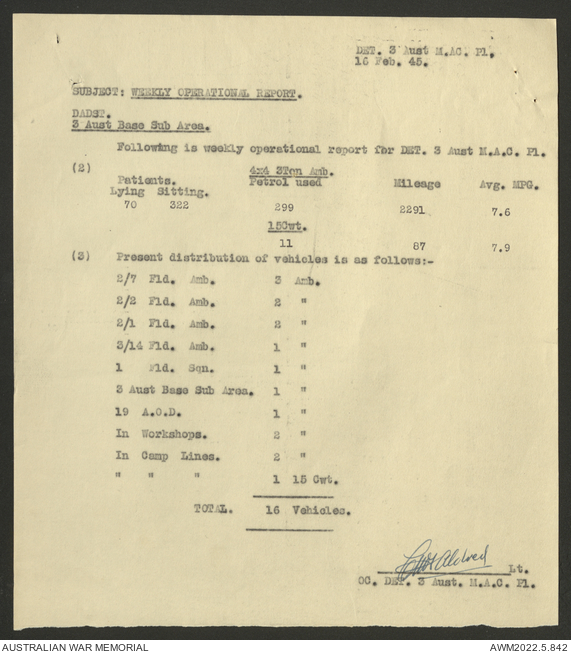 DET. 3 Aust M.AC. Pl.
16 Feb. 45.
SUBJECT: WEEKLY OPERATIONAL REPORT.
DADST.
3 Aust Base Sub Area.
Following is weekly operational report for DET. 3 Aust M.A.C. Pl.
(2) 4x4 3Ton Amb.
Patients. Petrol used Mileage Avg. MPG.
Lying Sitting.
70 322 299 2291 7.6
15Cwt.
11 87 7.9
(3) Present distribution of vehicles is as follows:-
2/7 Fld. Amb. 3 Amb.
2/2 Fld. Amb. 2 "
2/1 Fld. Amb. 2 "
3/14 Fld. Amb. 1 "
1 Fld. Sqn. 1 "
3 Aust Base Sub Area. 1 "
19 A.O.D. 1 "
In Workshops. 2 "
In Camp Lines. 2 "
" " " 1 15 Cwt.
TOTAL. 16 Vehicles.
Lt.
OC. DET. 3 Aust. M.A.C. Pl.
AUSTRALIAN WAR MEMORIAL AWM2022.5.842